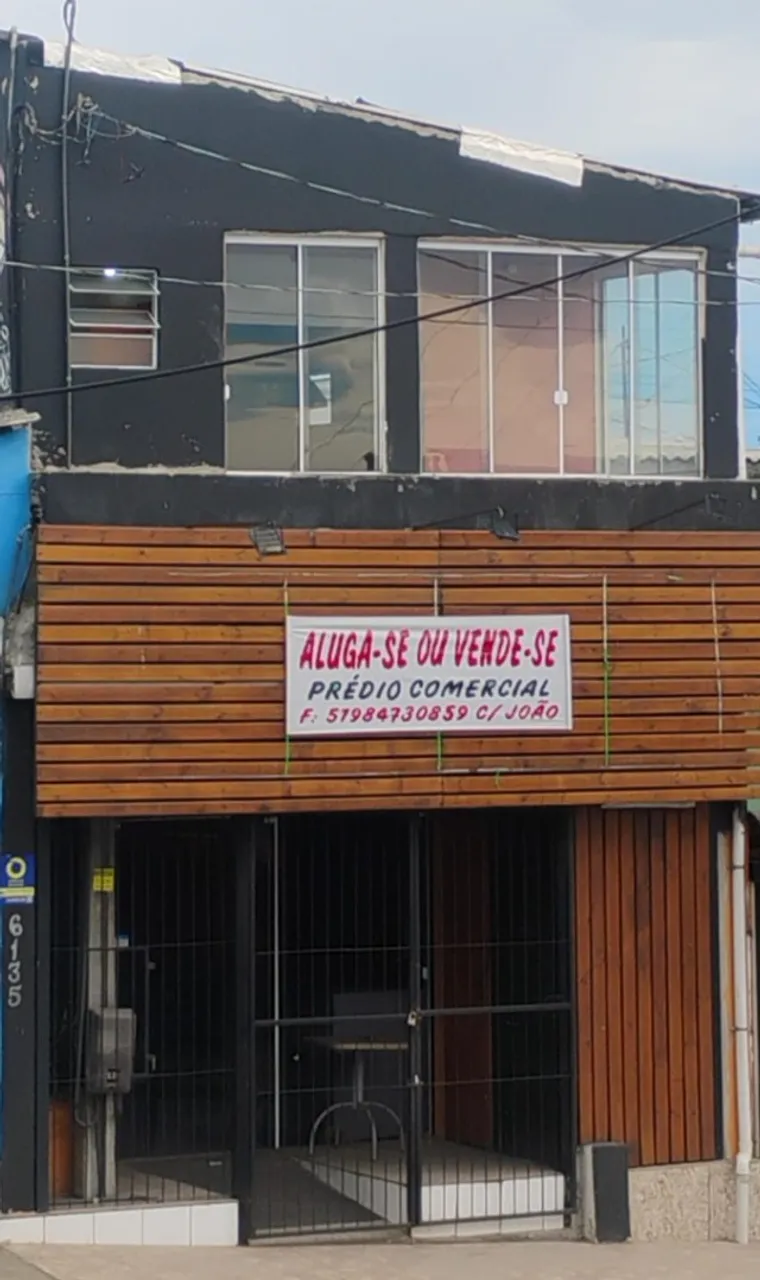 ALUGA-SE OU VENDE-SE
PRÉDIO COMERCIAL
F: 51984730859 C/ JOÃO
6135